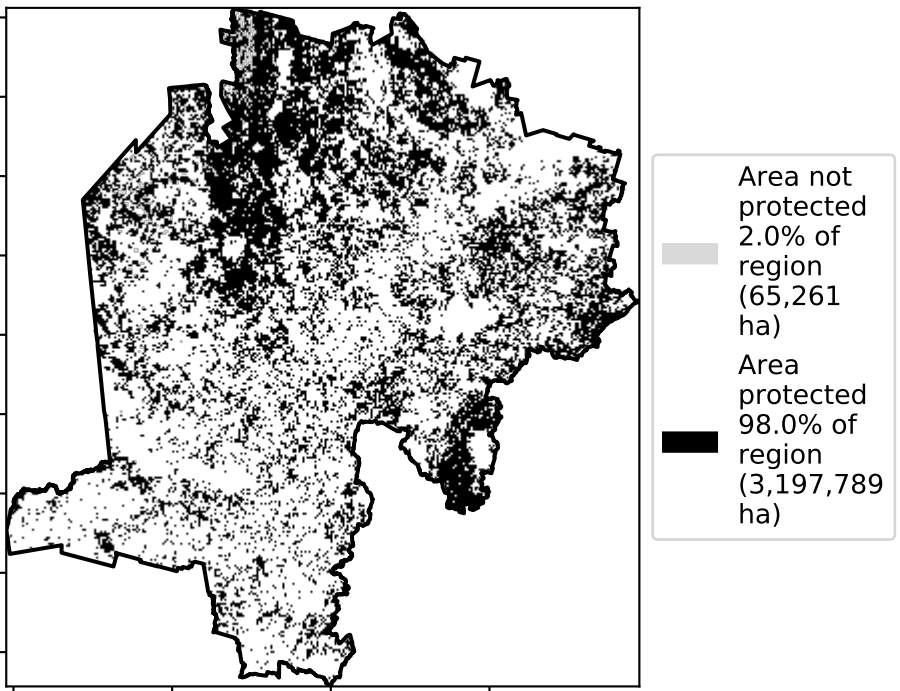 Area not
protected
2.0% of
region
(65,261
ha)
Area
protected
98.0% of
region
(3,197,789
ha)